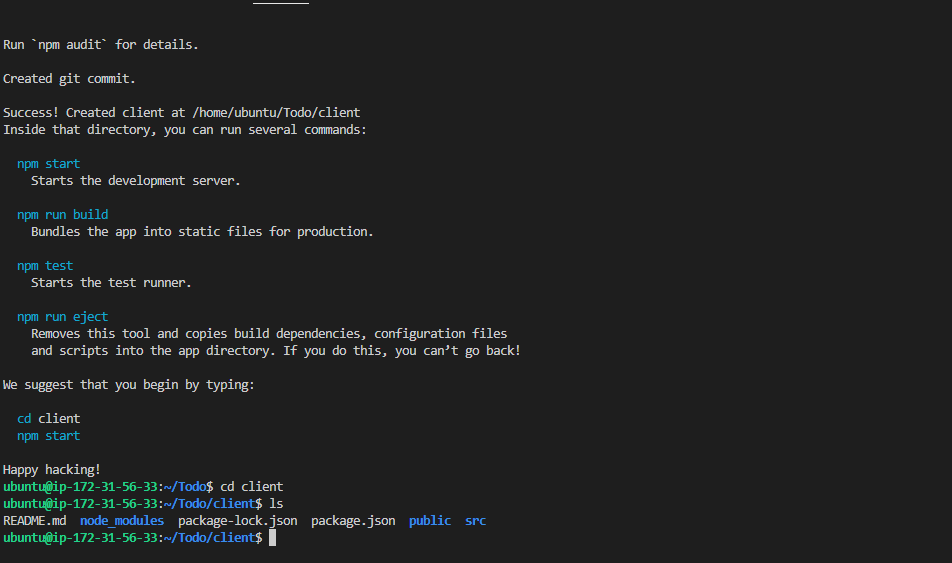 Run `npm audit` for details.
Created git commit.
Success! Created client at /home/ubuntu/Todo/client
Inside that directory, you can run several commands:
npm start
Starts the development server.
npm run build
Bundles the app into static files for production.
npm test
Starts the test runner.
npm run eject
Removes this tool and copies build dependencies, configuration files
and scripts into the app directory. If you do this, you can’t go back!
We suggest that you begin by typing:
cd client
npm start
Happy hacking!
ubuntu@ip-172-31-56-33:~/Todo$ cd client
ubuntu@ip-172-31-56-33:~/Todo/client$ ls
README.md node_modules package-lock.json package.json public src
ubuntu@ip-172-31-56-33:~/Todo/client$